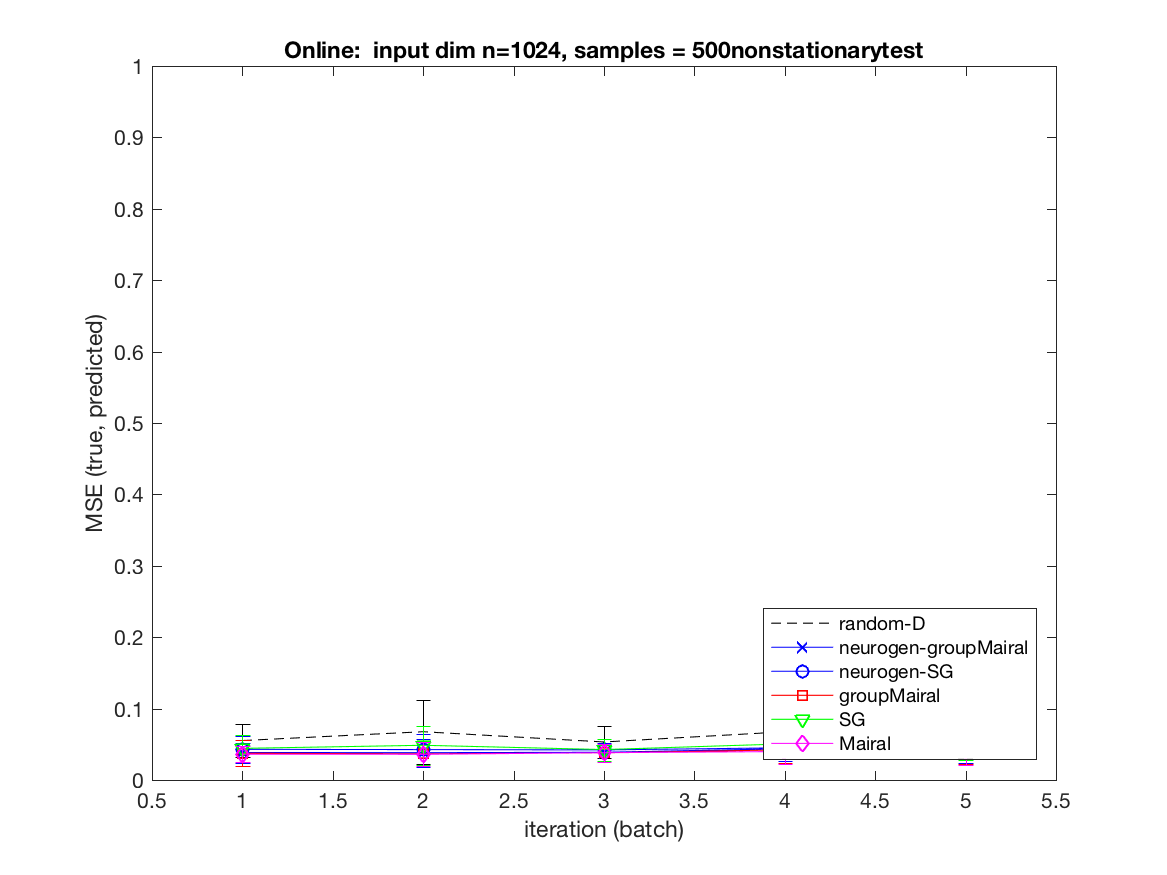 Online:  input dim n=1024, samples = 500nonstationarytest
1
0.9
0.8
0.7
0.6
0.5
0.4
0.3
0.2
0.1
0
MSE (true, predicted)
random-D
neurogen-groupMairal
neurogen-SG
groupMairal
SG
Mairal
0.5 1 1.5 2 2.5 3 3.5 4 4.5 5 5.5
iteration (batch)